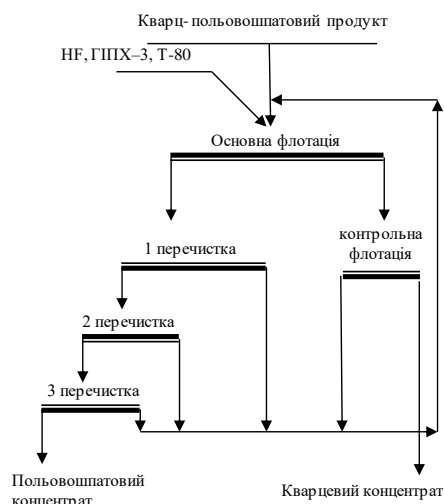 Кварц- польовошпатовий продукт
HF, ГІПХ–3, Т-80
Основна флотація
1 перечистка
контрольна
флотація
2 перечистка
3 перечистка
Польовошпатовий
концентрат
Кварцевий концентрат